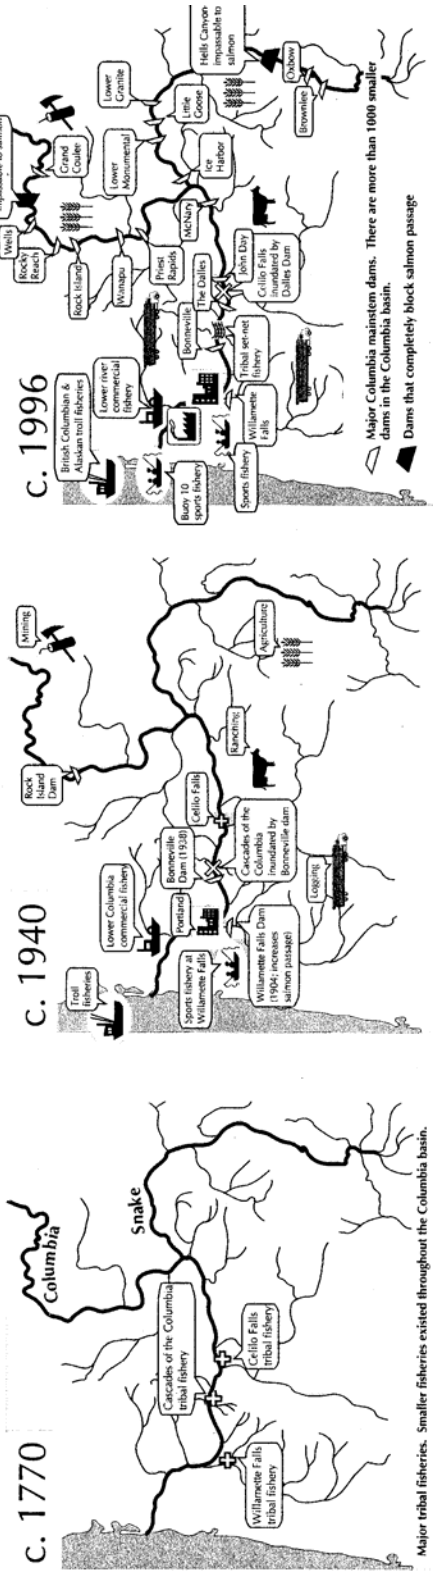 c. 1770
Columbia
Snake
Cascades of the Columbia
tribal fishery
Celilo Falls
tribal fishery
Willamette Falls
tribal fishery
Major tribal fisheries. Smaller fisheries existed throughout the Columbia basin.
c. 1940
Troll
fisheries
Lower Columbia
commercial fishery
Rock
Island
Dam
Mining
Portland
Bonneville
Dam (1938)
Celilo Falls
Ranching
Agriculture
Sports fishery at
Willamette Falls
Willamette Falls Dam
(1904; increases
salmon passage)
Cascades of the
Columbia
inundated by
Bonneville dam
Logging
c. 1996
British Columbian &
Alaskan troll fisheries
Lower river
commercial
fishery
Buoy 10
sports fishery
Sports fishery
Willamette
Falls
Tribal set-net
fishery
Bonneville
The Dalles
John Day
Celilo Falls
inundated by
Dalles Dam
McNary
Priest
Rapids
Wanapu
Rock Island
Rocky
Reach
Wells
Grand
Coulee
Ice
Harbor
Lower
Monumental
Little
Goose
Lower
Granite
Hells Canyon-
impassable to
salmon
Oxbow
Brownlee
Major Columbia mainstem dams. There are more than 1000 smaller
dams in the Columbia basin.
Dams that completely block salmon passage